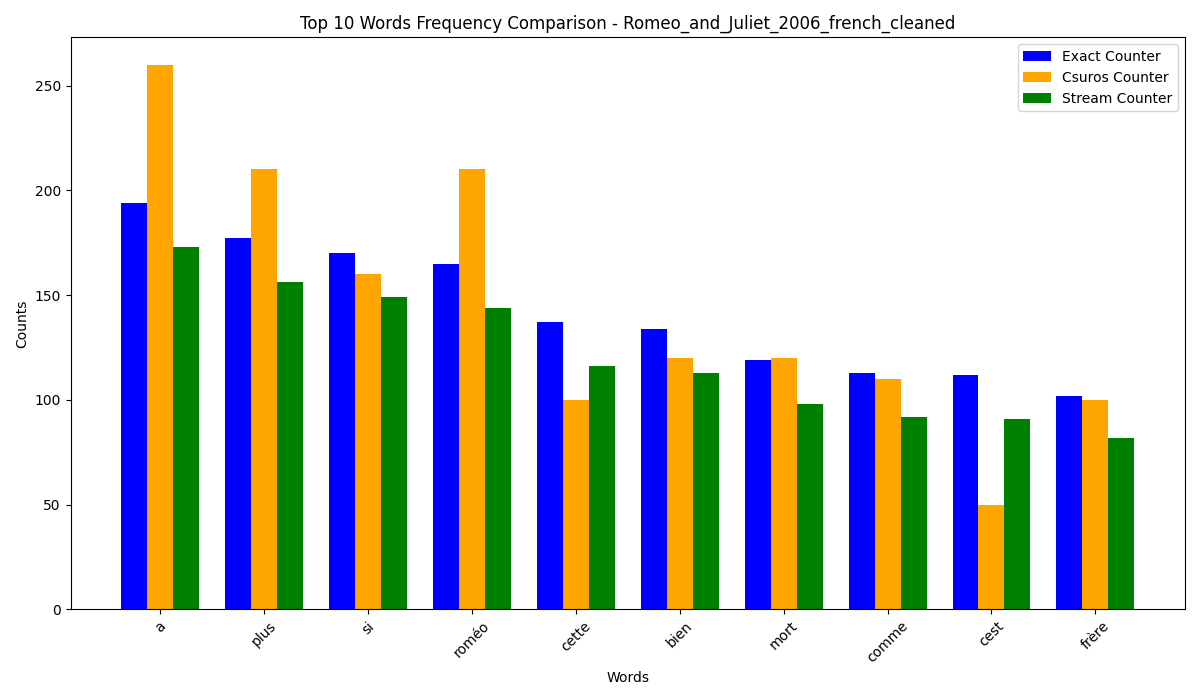 Top 10 Words Frequency Comparison - Romeo_and_Juliet_2006_french_cleaned
Exact Counter
Csuros Counter
Stream Counter
Counts
250
200
150
100
50
0
a
plus
si
roméo
cette
bien
mort
comme
cest
frère
Words